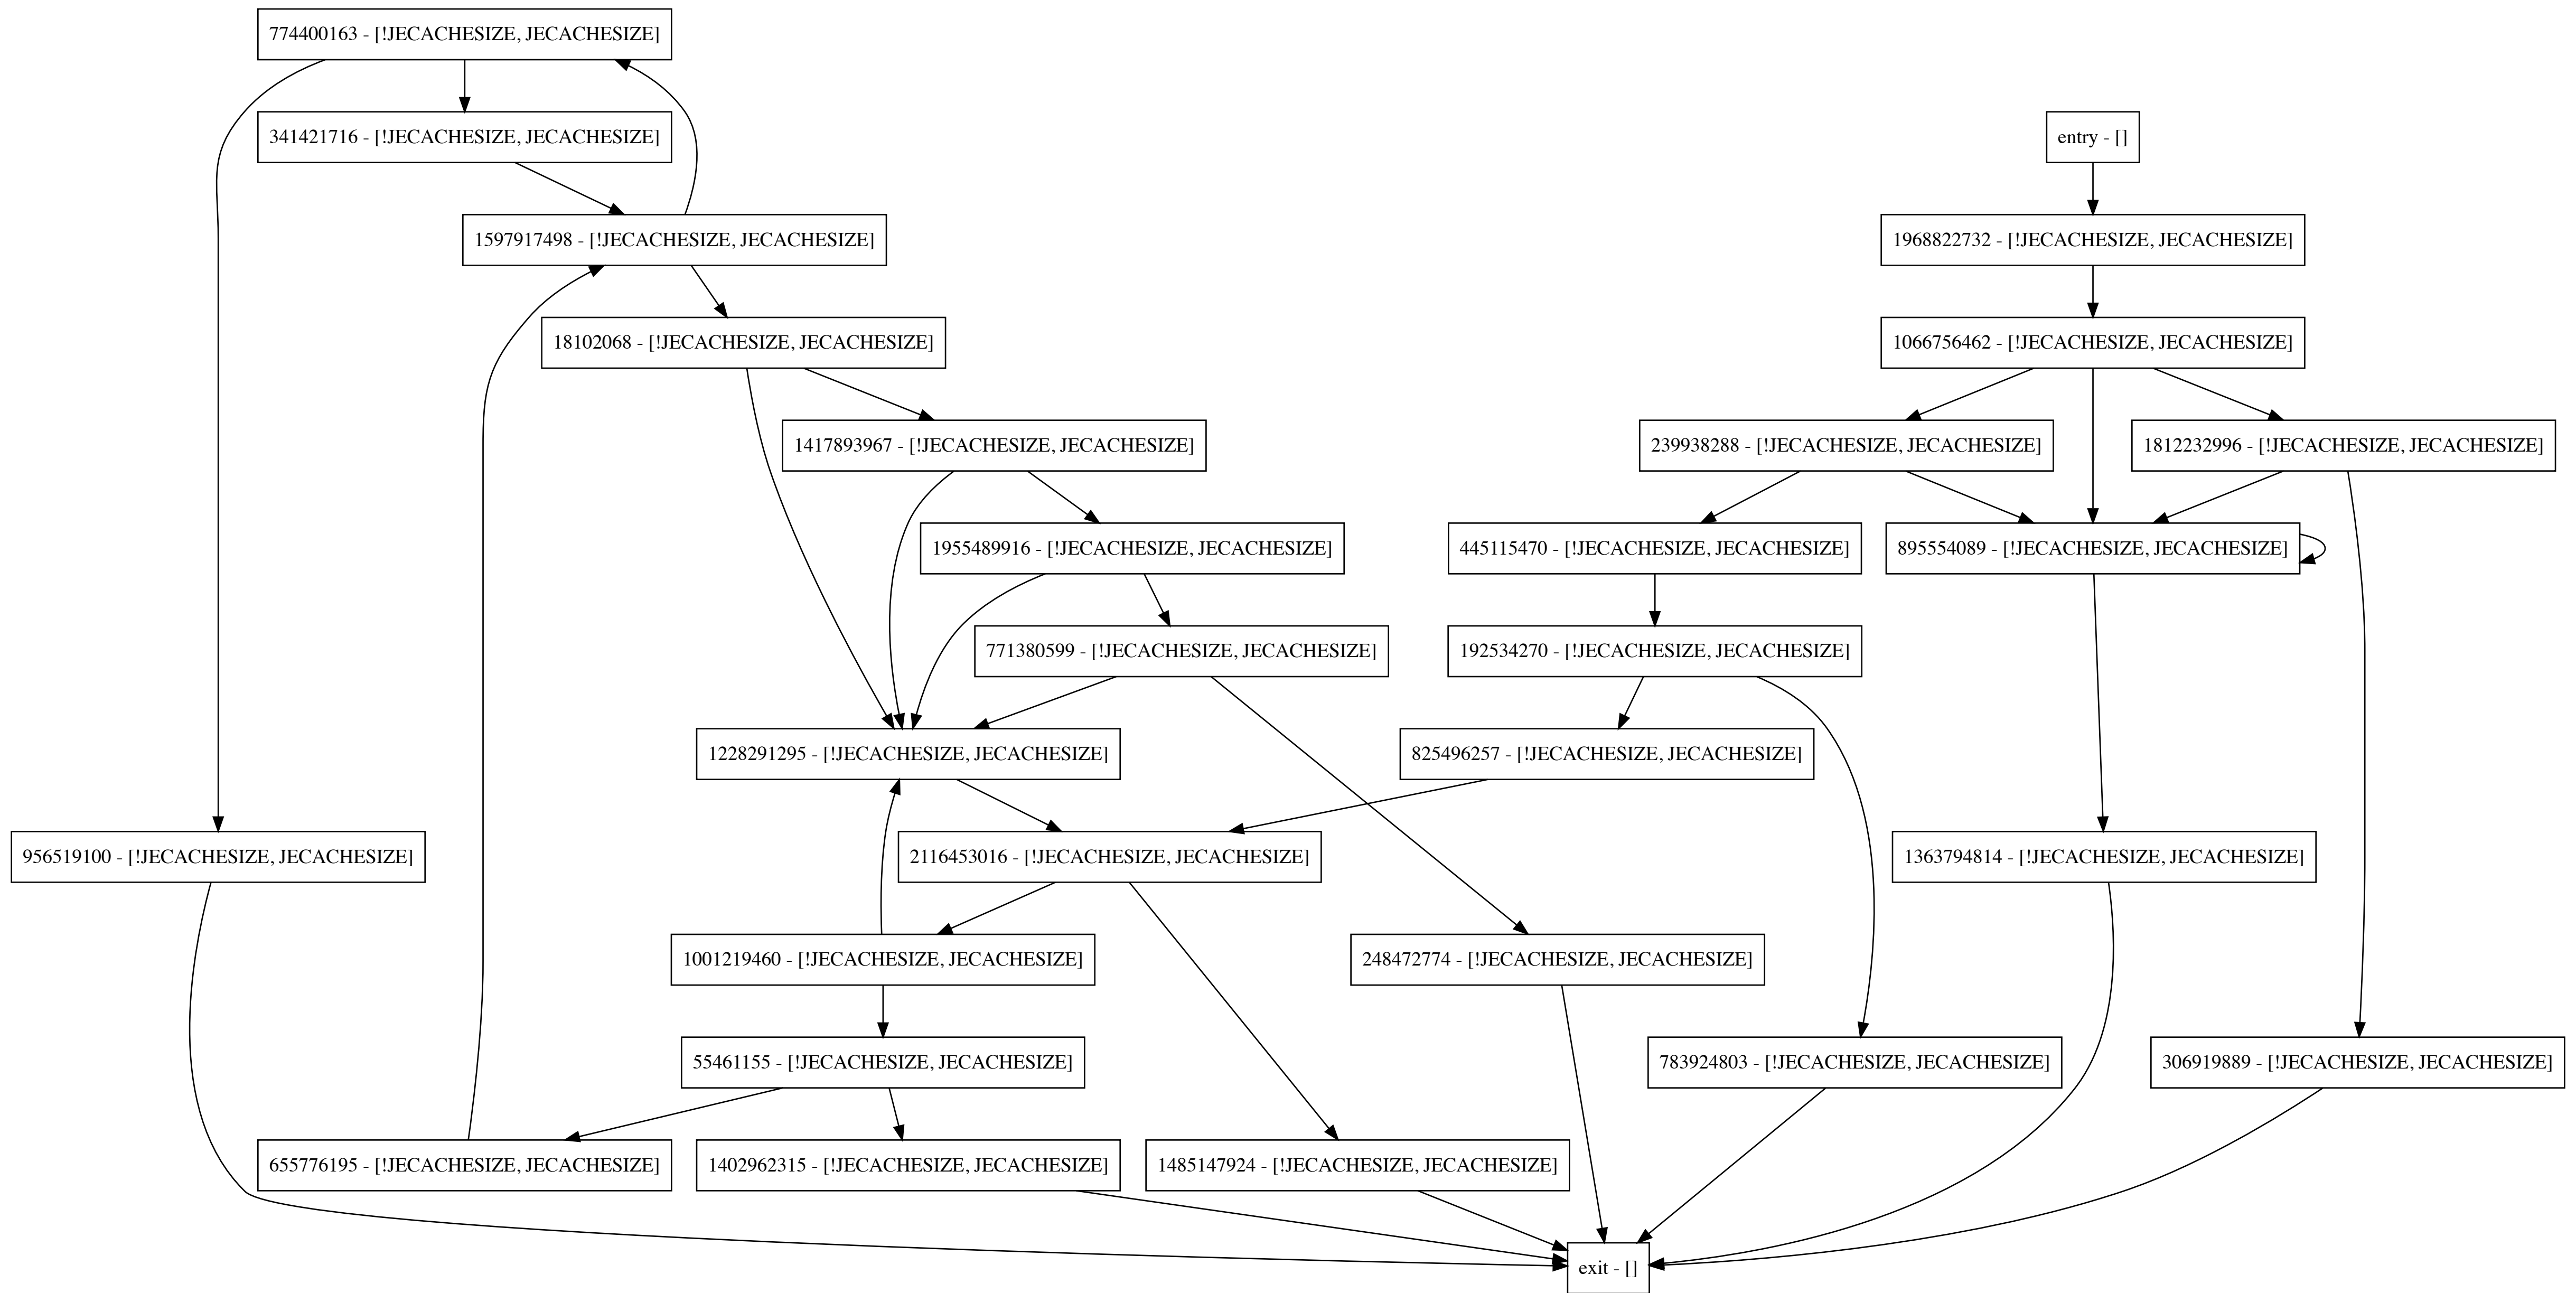 774400163 - [!JECACHESIZE, JECACHESIZE]
341421716 - [!JECACHESIZE, JECACHESIZE]
entry - []
1597917498 - [!JECACHESIZE, JECACHESIZE]
1968822732 - [!JECACHESIZE, JECACHESIZE]
18102068 - [!JECACHESIZE, JECACHESIZE]
1066756462 - [!JECACHESIZE, JECACHESIZE]
1417893967 - [!JECACHESIZE, JECACHESIZE]
239938288 - [!JECACHESIZE, JECACHESIZE]
1812232996 - [!JECACHESIZE, JECACHESIZE]
1955489916 - [!JECACHESIZE, JECACHESIZE]
445115470 - [!JECACHESIZE, JECACHESIZE]
895554089 - [!JECACHESIZE, JECACHESIZE]
771380599 - [!JECACHESIZE, JECACHESIZE]
192534270 - [!JECACHESIZE, JECACHESIZE]
1228291295 - [!JECACHESIZE, JECACHESIZE]
825496257 - [!JECACHESIZE, JECACHESIZE]
956519100 - [!JECACHESIZE, JECACHESIZE]
2116453016 - [!JECACHESIZE, JECACHESIZE]
1363794814 - [!JECACHESIZE, JECACHESIZE]
1001219460 - [!JECACHESIZE, JECACHESIZE]
248472774 - [!JECACHESIZE, JECACHESIZE]
55461155 - [!JECACHESIZE, JECACHESIZE]
783924803 - [!JECACHESIZE, JECACHESIZE]
306919889 - [!JECACHESIZE, JECACHESIZE]
655776195 - [!JECACHESIZE, JECACHESIZE]
1402962315 - [!JECACHESIZE, JECACHESIZE]
1485147924 - [!JECACHESIZE, JECACHESIZE]
exit - []